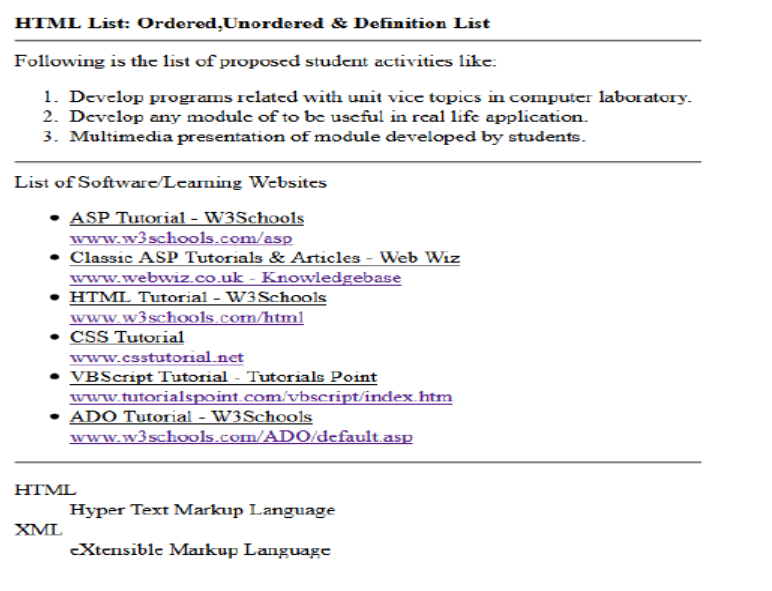 HTML List: Ordered,Unordered & Definition List
Following is the list of proposed student activities like:
1. Develop programs related with unit vice topics in computer laboratory.
2. Develop any module of to be useful in real life application.
3. Multimedia presentation of module developed by students.
List of Software/Learning Websites
• ASP Tutorial - W3Schools
www.w3schools.com/asp
• Classic ASP Tutorials & Articles - Web Wiz
www.webwiz.co.uk - Knowledgebase
• HTML Tutorial - W3Schools
www.w3schools.com/html
• CSS Tutorial
www.csstutorial.net
• VBScript Tutorial - Tutorials Point
www.tutorialspoint.com/vbscript/index.htm
• ADO Tutorial - W3Schools
www.w3schools.com/ADO/default.asp
HTML
Hyper Text Markup Language
XML
eXtensible Markup Language